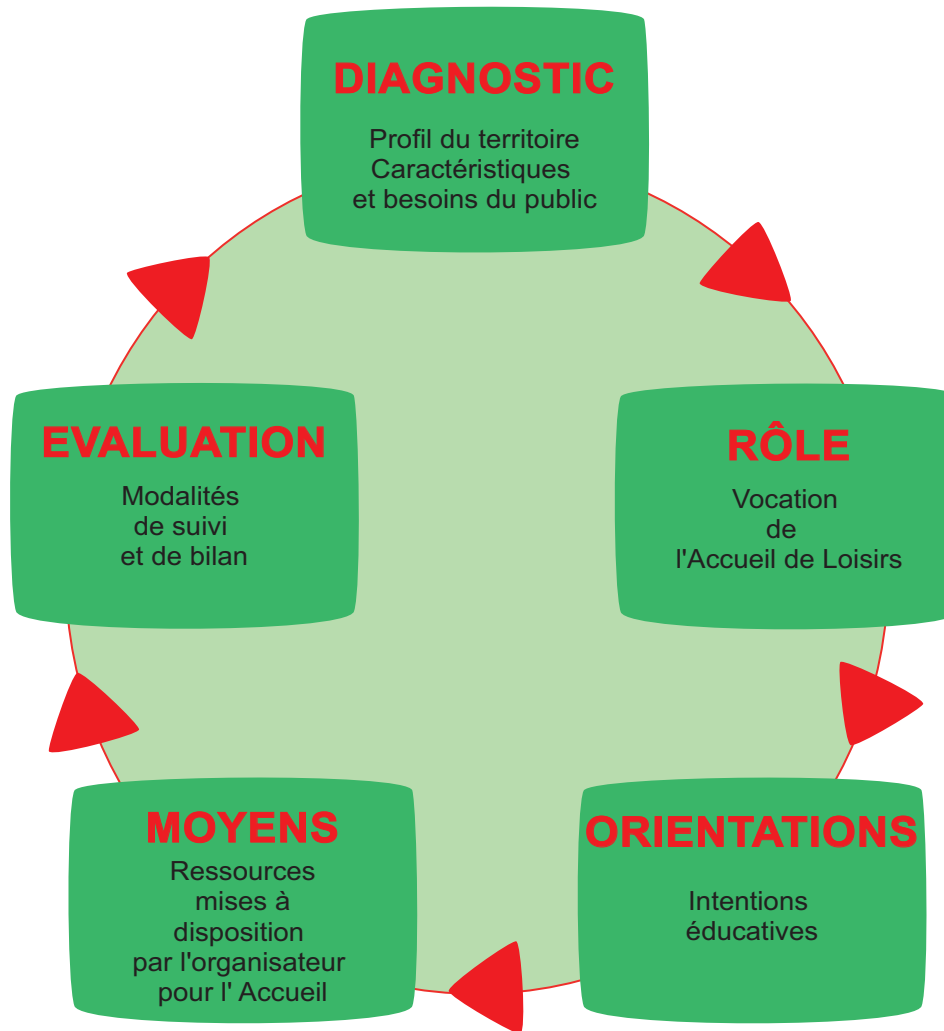 DIAGNOSTIC
Profil du territoire
Caractéristiques
et besoins du public
EVALUATION
Modalités
de suivi
et de bilan
RÔLE
Vocation
de
l'Accueil de Loisirs
MOYENS
Ressources
mises à
disposition
par l'organisateur
pour l' Accueil
ORIENTATIONS
Intentions
éducatives